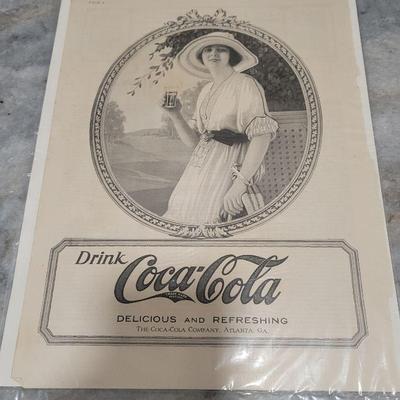 Drink
Coca-Cola
DELICIOUS AND REFRESHING
THE COCA-COLA COMPANY, ATLANTA, GA.